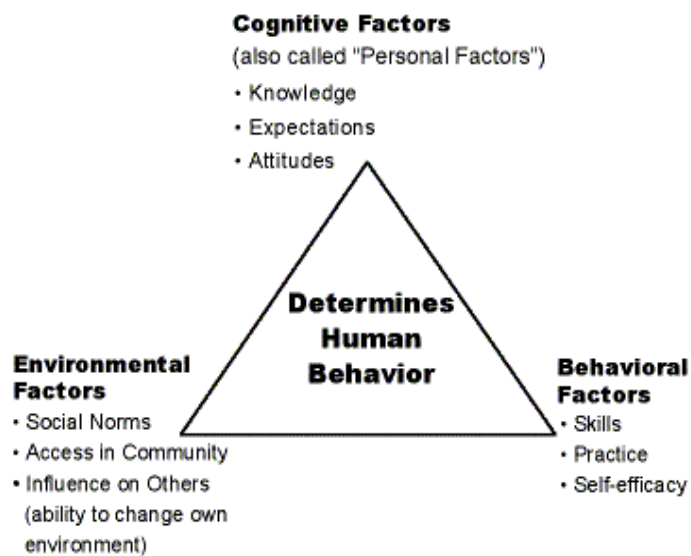 Cognitive Factors
(also called "Personal Factors")
• Knowledge
• Expectations
• Attitudes
Determines
Human
Behavior
Environmental
Factors
• Social Norms
• Access in Community
• Influence on Others
(ability to change own
environment)
Behavioral
Factors
• Skills
• Practice
• Self-efficacy